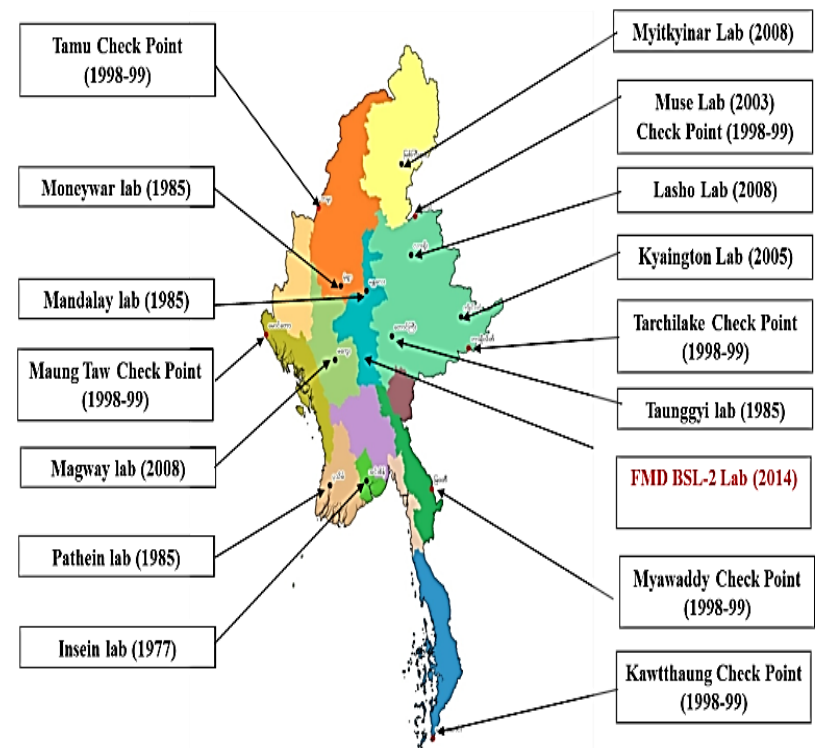 Tamu Check Point
(1998-99)
Moneywar lab (1985)
Mandalay lab (1985)
Maung Taw Check Point
(1998-99)
Magway lab (2008)
Pathein lab (1985)
Insein lab (1977)
Myitkyinar Lab (2008)
Muse Lab (2003)
Check Point (1998-99)
Lasho Lab (2008)
Kyaington Lab (2005)
Tarchilake Check Point
(1998-99)
Taunggyi lab (1985)
FMD BSL-2 Lab (2014)
Myawaddy Check Point
(1998-99)
Kawtthaung Check Point
(1998-99)